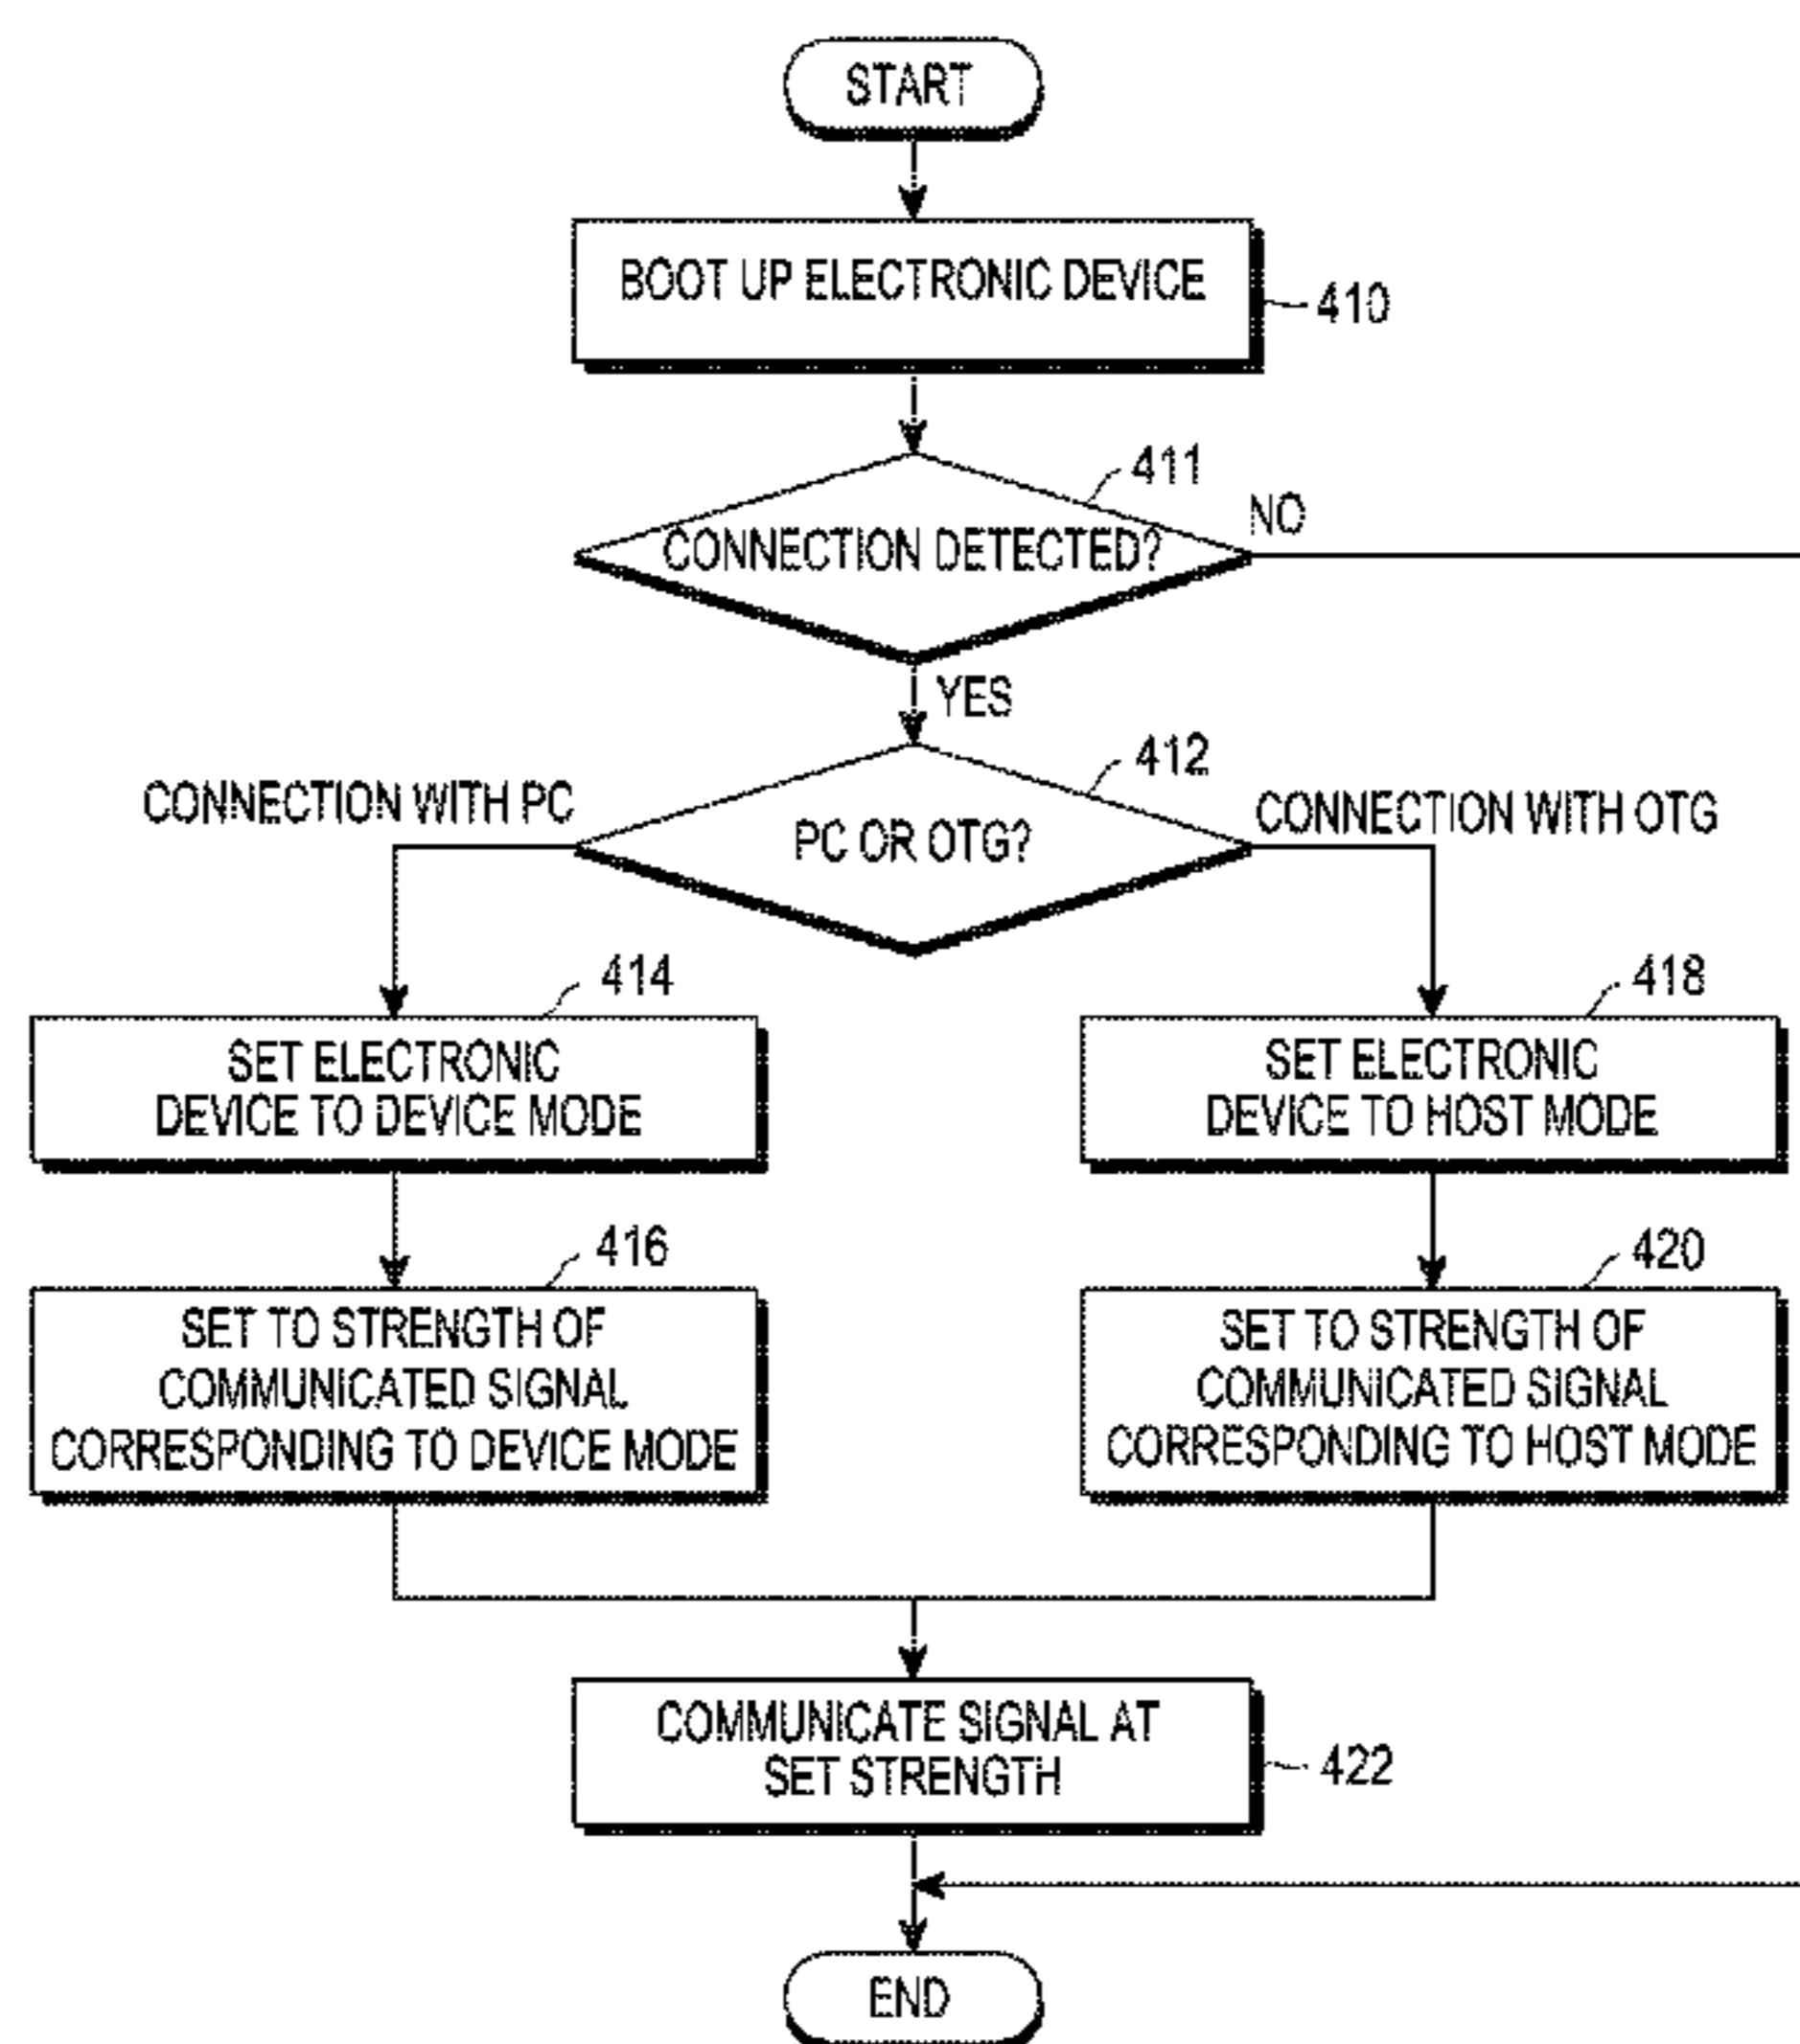 START
BOOT UP ELECTRONIC DEVICE
410
411
CONNECTION DETECTED?
NO
YES
412
CONNECTION WITH PC
PC OR OTG?
CONNECTION WITH OTG
414
SET ELECTRONIC
DEVICE TO DEVICE MODE
418
SET ELECTRONIC
DEVICE TO HOST MODE
416
SET TO STRENGTH OF
COMMUNICATED SIGNAL
CORRESPONDING TO DEVICE MODE
420
SET TO STRENGTH OF
COMMUNICATED SIGNAL
CORRESPONDING TO HOST MODE
COMMUNICATE SIGNAL AT
SET STRENGTH
422
END